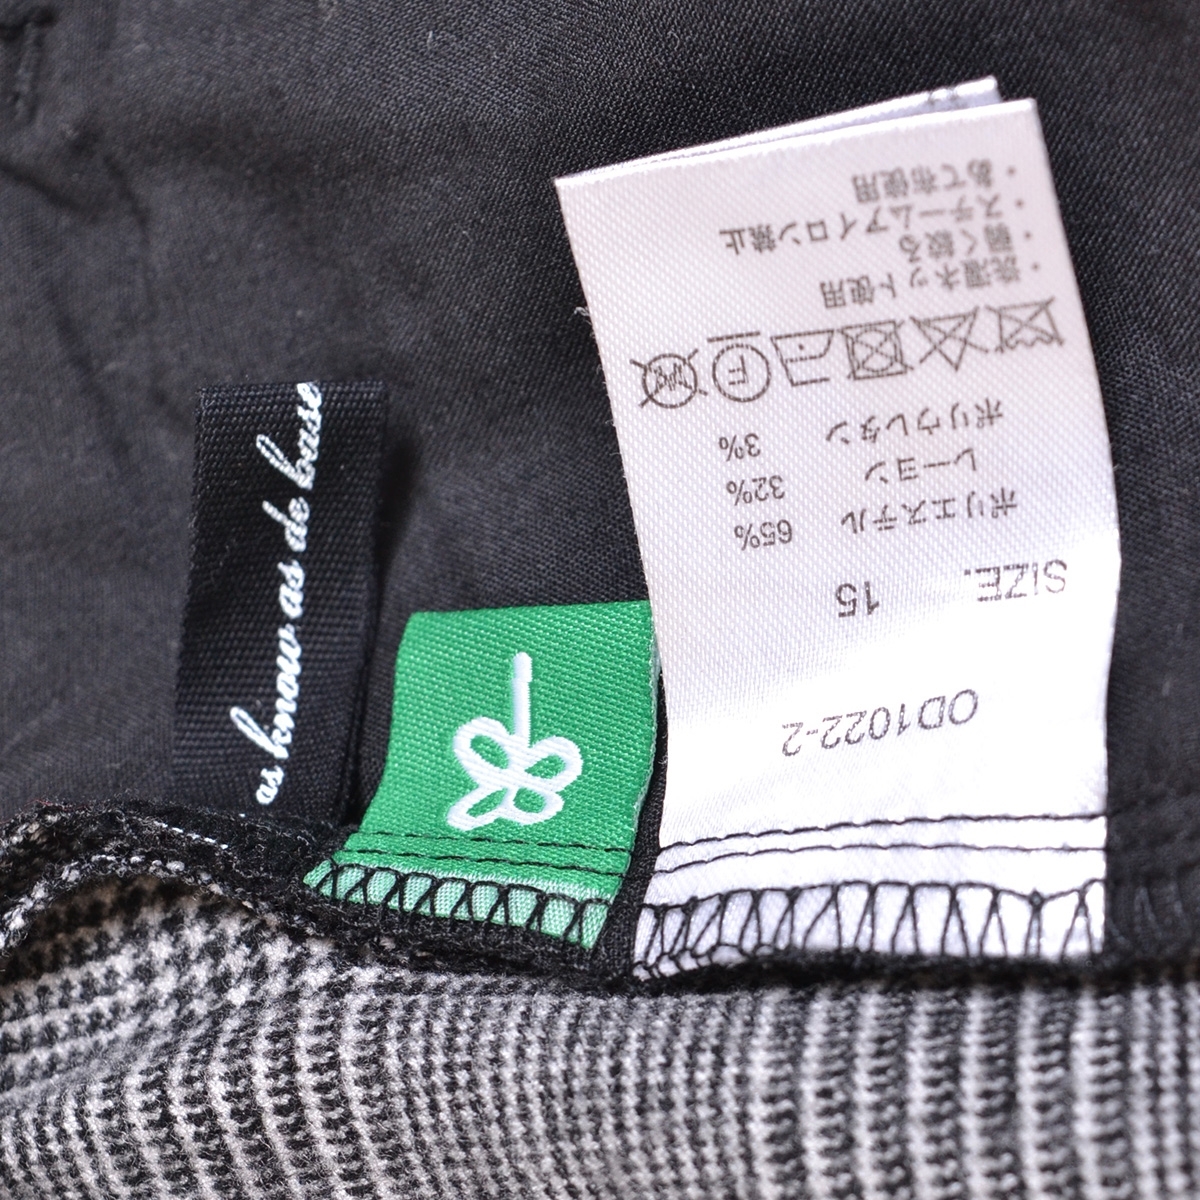 as know as de base
OD1022-2
SIZE. 15
ポリエステル 65%
レーヨン 32%
ポリウレタン 3%
F
・洗濯ネット使用
・弱く絞る
・スチームアイロン禁止
・あて布使用